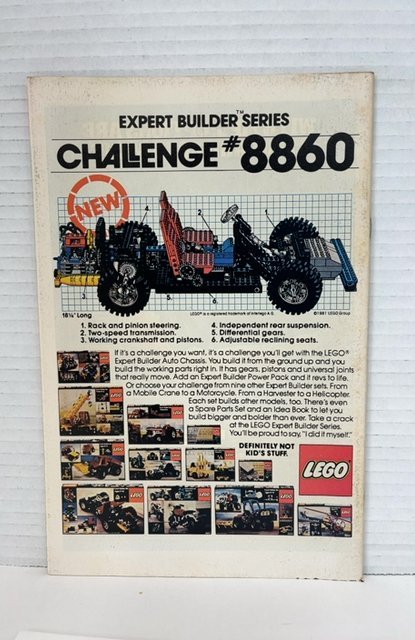 EXPERT BUILDER™ SERIES
CHALLENGE #8860
NEW
4.
2.
1.
3.
5.
6.
16¼" Long
LEGO® is a registered trademark of Interlego A.G.
©1981 LEGO Group
1. Rack and pinion steering.
2. Two-speed transmission.
3. Working crankshaft and pistons.
4. Independent rear suspension.
5. Differential gears.
6. Adjustable reclining seats.
If it's a challenge you want, it's a challenge you'll get with the LEGO®
Expert Builder Auto Chassis. You build it from the ground up and you
build the working parts right in. It has gears, pistons and universal joints
that really move. Add an Expert Builder Power Pack and it revs to life.
Or choose your challenge from nine other Expert Builder sets. From
a Mobile Crane to a Motorcycle. From a Harvester to a Helicopter.
Each set builds other models, too. There's even
a Spare Parts Set and an Idea Book to let you
build bigger and bolder than ever. Take a crack
at the LEGO Expert Builder Series.
You'll be proud to say, "I did it myself."
DEFINITELY NOT
KID'S STUFF.
LEGO